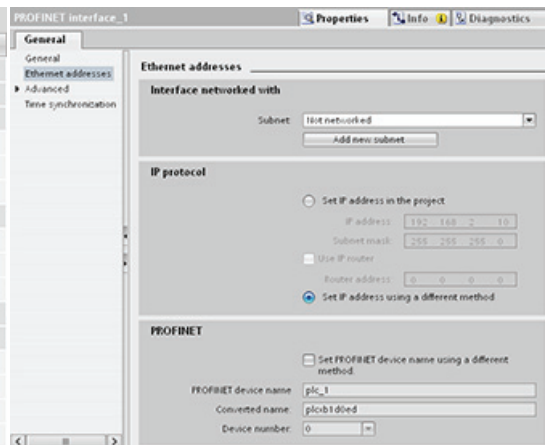 PROFINET interface_1
Properties
Info
Diagnostics
General
General
Ethernet addresses
Advanced
Time synchronization
Ethernet addresses
Interface networked with
Subnet:
Not networked
Add new subnet
IP protocol
Set IP address in the project
IP address:
192 . 168 . 2 . 10
Subnet mask:
255 . 255 . 255 . 0
Use IP router
Router address:
0 . 0 . 0 . 0
Set IP address using a different method
PROFINET
Set PROFINET device name using a different
method.
PROFINET device name
plc_1
Converted name:
plcxb1d0ed
Device number:
0